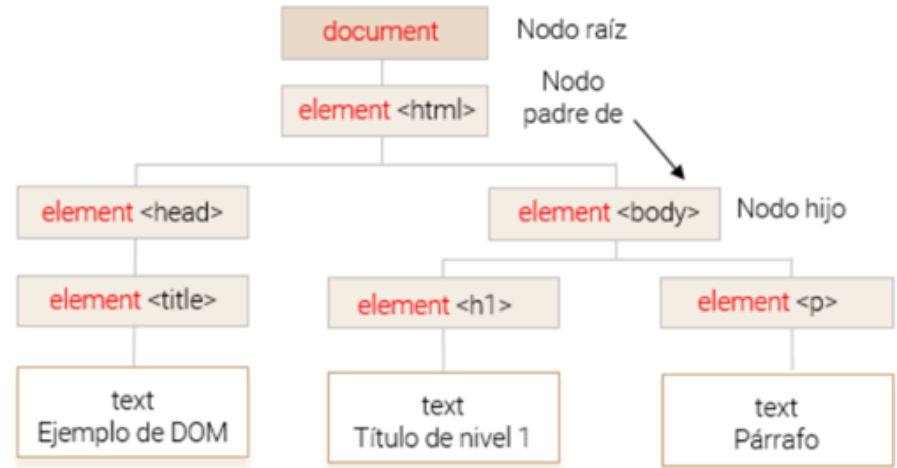 document
Nodo raíz
Nodo
padre de
element <html>
element <head>
element <body>
Nodo hijo
element <title>
element <h1>
element <p>
text
Ejemplo de DOM
text
Título de nivel 1
text
Párrafo